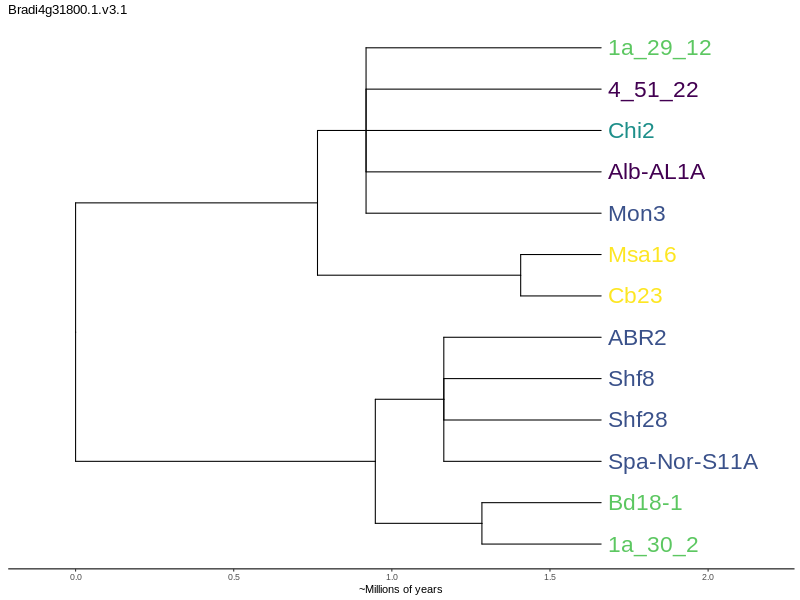 Bradi4g31800.1.v3.1
1a_29_12
4_51_22
Chi2
Alb-AL1A
Mon3
Msa16
Cb23
ABR2
Shf8
Shf28
Spa-Nor-S11A
Bd18-1
1a_30_2
0.0 0.5 1.0 1.5 2.0
~Millions of years